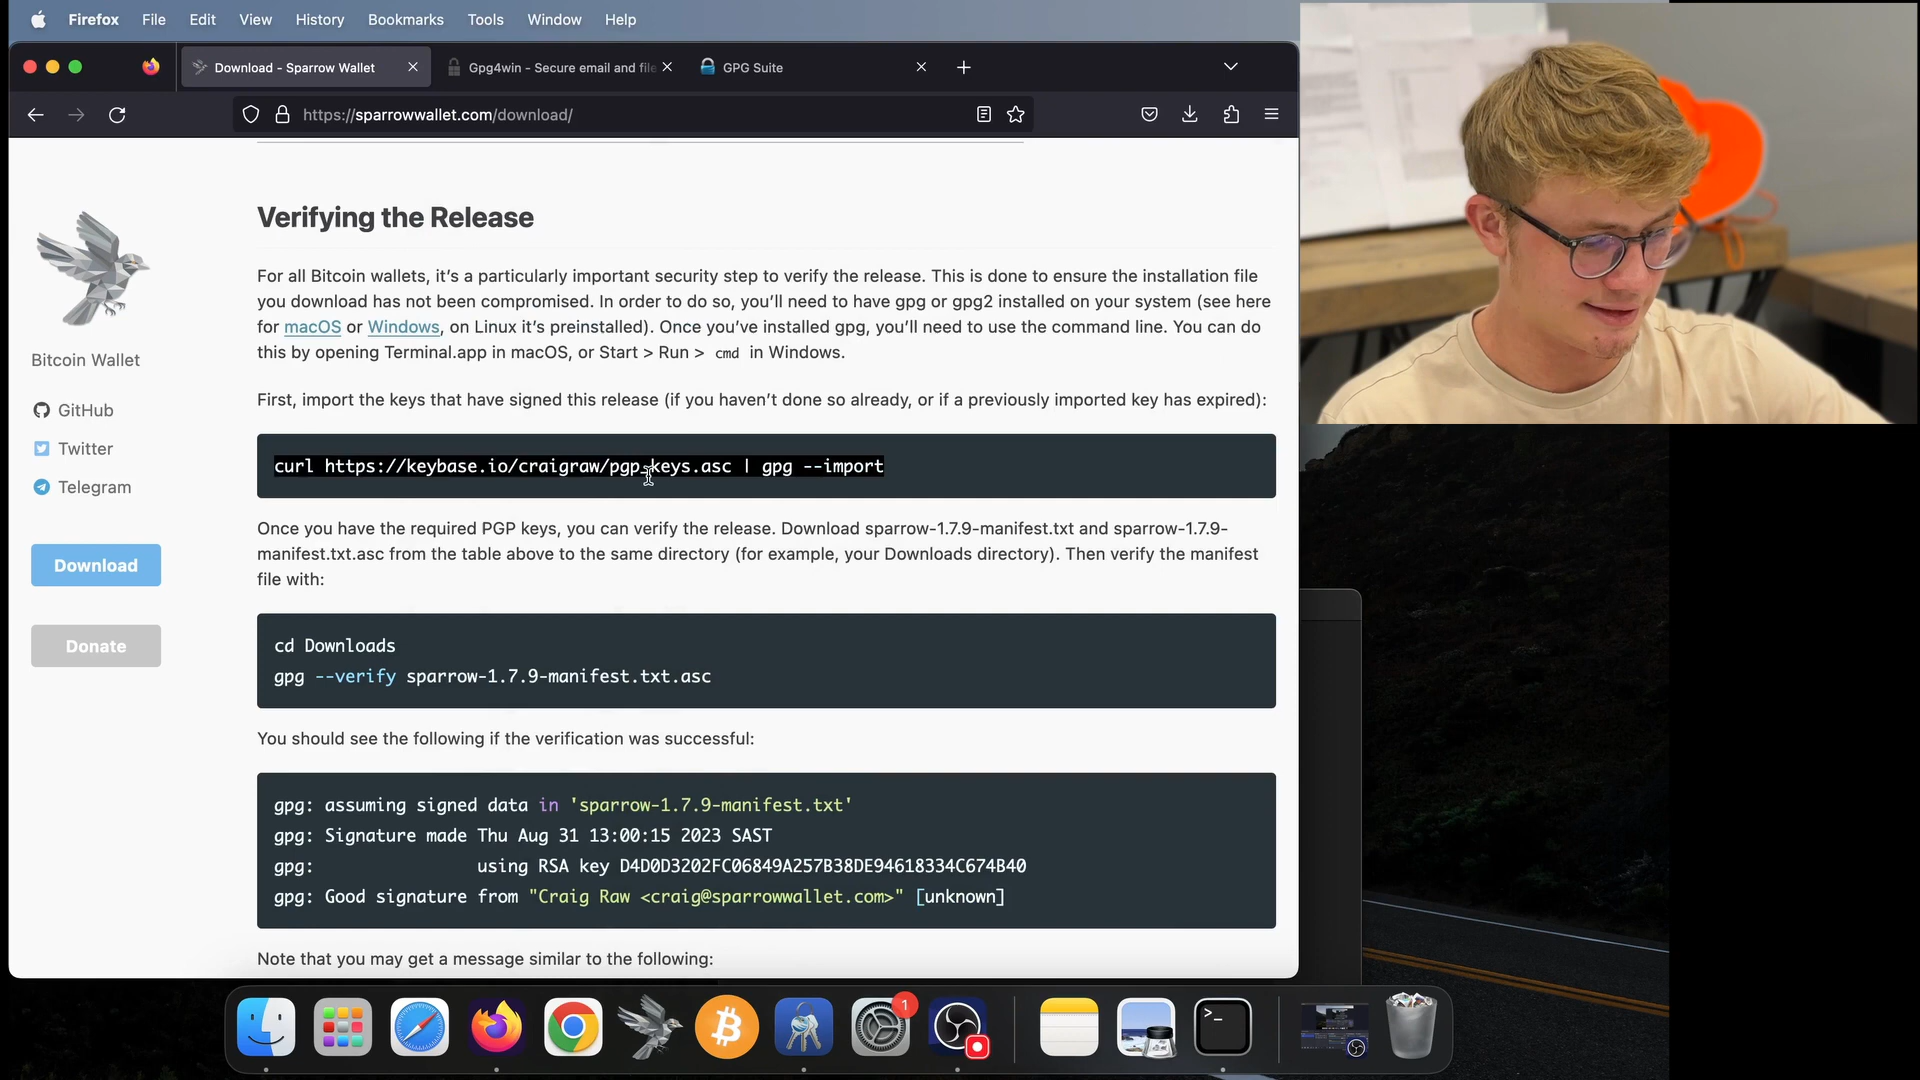 Firefox File Edit View History Bookmarks Tools Window Help
Download - Sparrow Wallet
Gpg4win - Secure email and file
GPG Suite
https://sparrowwallet.com/download/
Bitcoin Wallet
GitHub
Twitter
Telegram
Download
Donate
Verifying the Release
For all Bitcoin wallets, it's a particularly important security step to verify the release. This is done to ensure the installation file
you download has not been compromised. In order to do so, you'll need to have gpg or gpg2 installed on your system (see here
for macOS or Windows, on Linux it's preinstalled). Once you've installed gpg, you'll need to use the command line. You can do
this by opening Terminal.app in macOS, or Start > Run > cmd in Windows.
First, import the keys that have signed this release (if you haven't done so already, or if a previously imported key has expired):
curl https://keybase.io/craigraw/pgp_keys.asc | gpg --import
Once you have the required PGP keys, you can verify the release. Download sparrow-1.7.9-manifest.txt and sparrow-1.7.9-
manifest.txt.asc from the table above to the same directory (for example, your Downloads directory). Then verify the manifest
file with:
cd Downloads
gpg --verify sparrow-1.7.9-manifest.txt.asc
You should see the following if the verification was successful:
gpg: assuming signed data in 'sparrow-1.7.9-manifest.txt'
gpg: Signature made Thu Aug 31 13:00:15 2023 SAST
gpg: using RSA key D4D0D3202FC06849A257B38DE94618334C674B40
gpg: Good signature from "Craig Raw <craig@sparrowwallet.com>" [unknown]
Note that you may get a message similar to the following:
1
>_